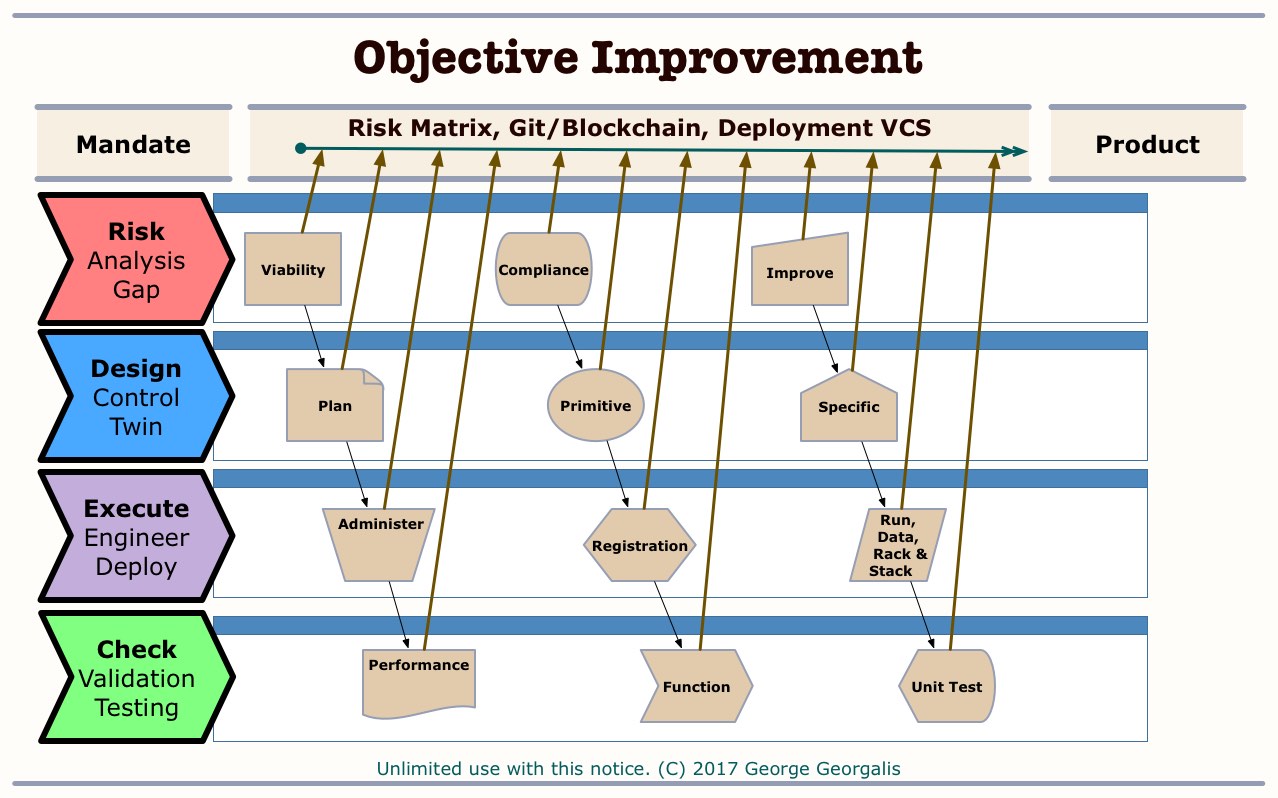 Objective Improvement
Mandate
Risk Matrix, Git/Blockchain, Deployment VCS
Product
Risk
Analysis
Gap
Viability
Compliance
Improve
Design
Control
Twin
Plan
Primitive
Specific
Execute
Engineer
Deploy
Administer
Registration
Run,
Data,
Rack &
Stack
Check
Validation
Testing
Performance
Function
Unit Test
Unlimited use with this notice. (C) 2017 George Georgalis